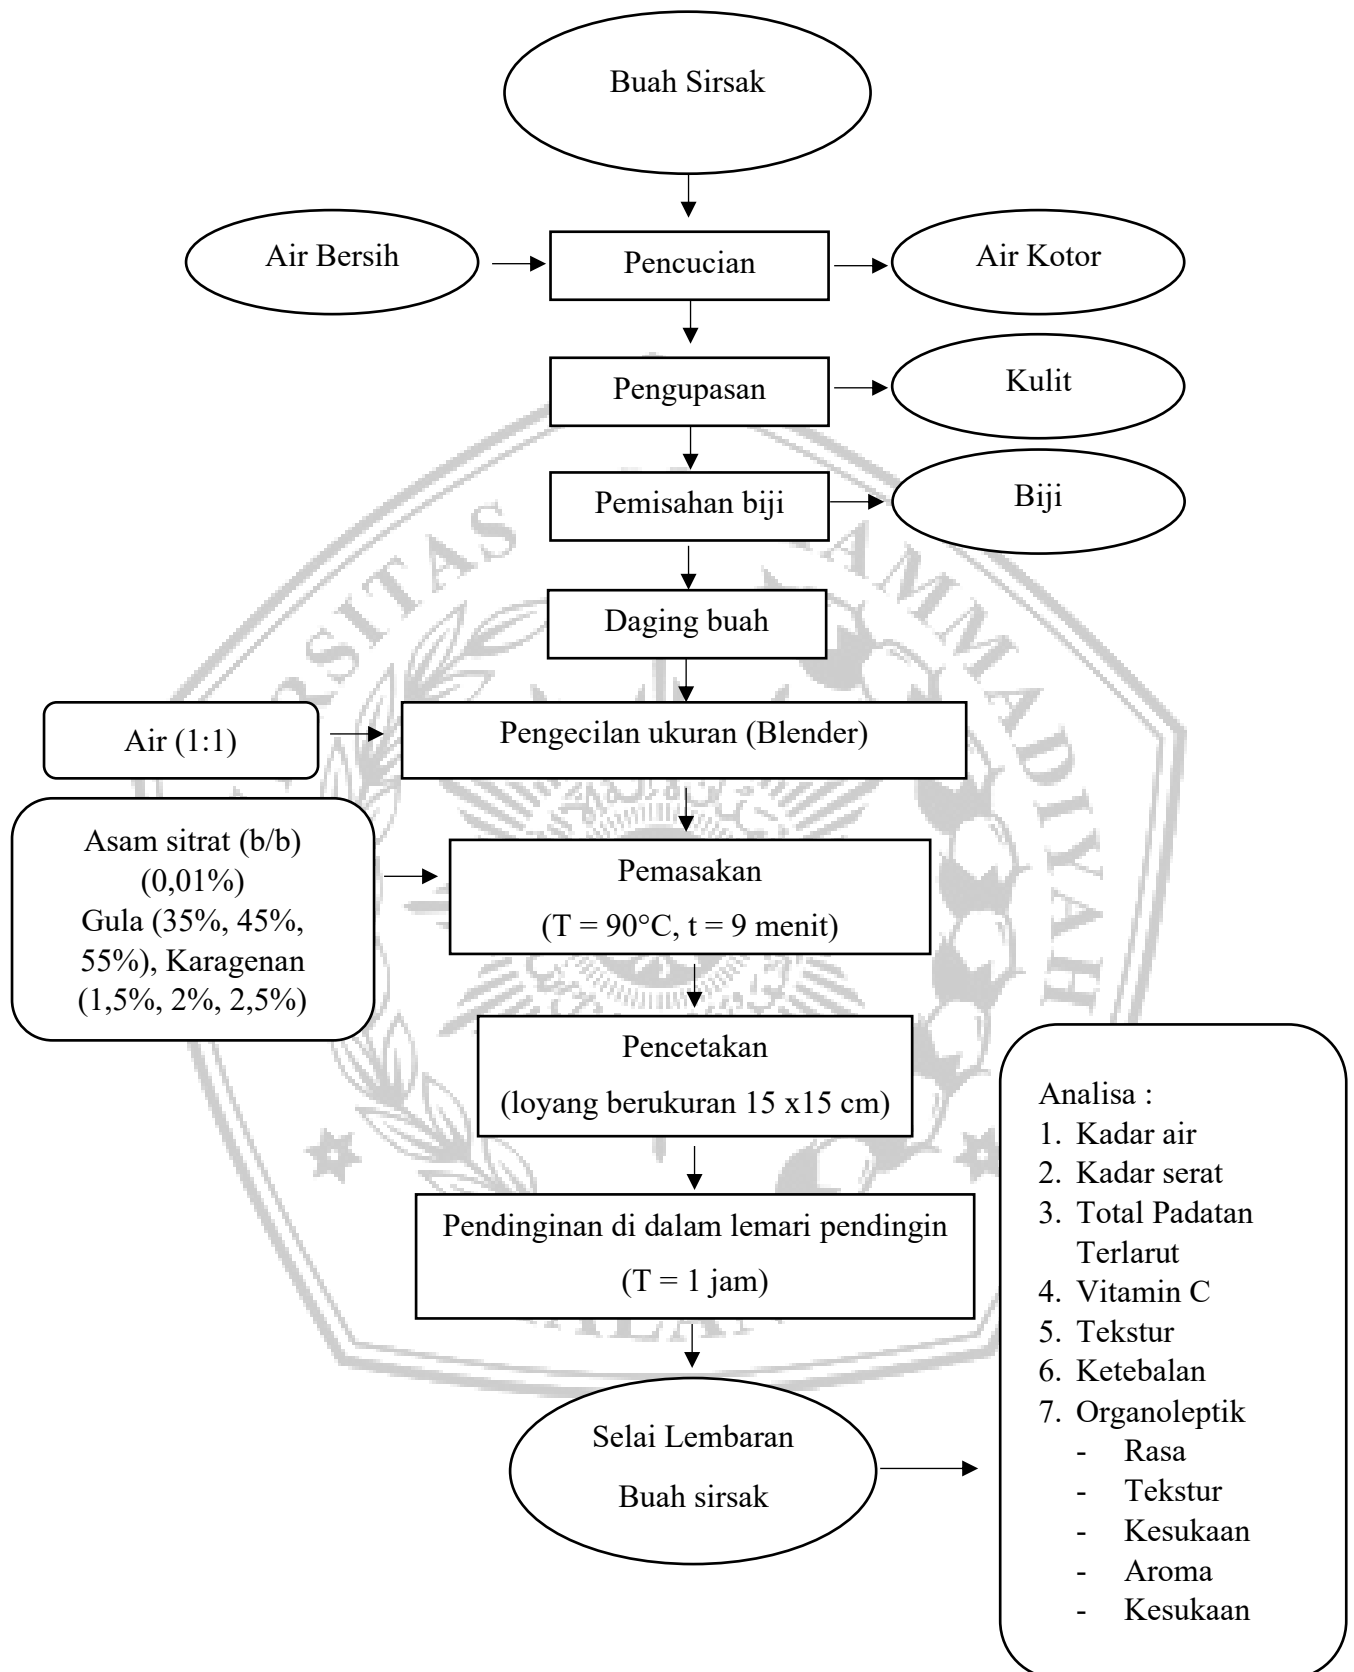 Buah Sirsak
Air Bersih
Pencucian
Air Kotor
Pengupasan
Kulit
Pemisahan biji
Biji
Daging buah
Air (1:1)
Pengecilan ukuran (Blender)
Asam sitrat (b/b)
(0,01%)
Gula (35%, 45%,
55%), Karagenan
(1,5%, 2%, 2,5%)
Pemasakan
(T = 90°C, t = 9 menit)
Pencetakan
(loyang berukuran 15 x15 cm)
Pendinginan di dalam lemari pendingin
(T = 1 jam)
Selai Lembaran
Buah sirsak
Analisa :
1. Kadar air
2. Kadar serat
3. Total Padatan
Terlarut
4. Vitamin C
5. Tekstur
6. Ketebalan
7. Organoleptik
- Rasa
- Tekstur
- Kesukaan
- Aroma
- Kesukaan